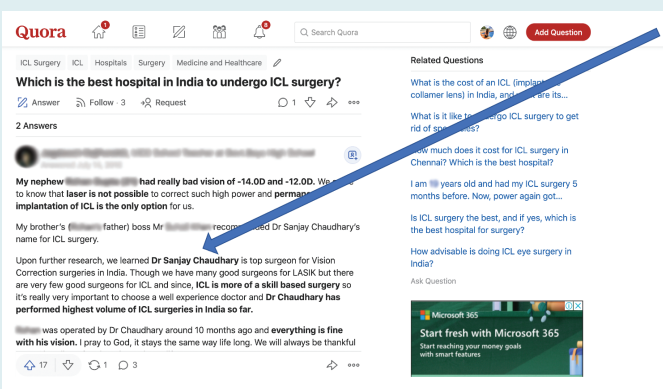 Quora
1
4
Search Quora
Add Question
ICL Surgery ICL Hospitals Surgery Medicine and Healthcare
Which is the best hospital in India to undergo ICL surgery?
Answer Follow · 3 Request 1
2 Answers
My nephew had really bad vision of -14.0D and -12.0D. We
to know that laser is not possible to correct such high power and
implantation of ICL is the only option for us.
My brother's ( father) boss Mr Dr Sanjay Chaudhary's
name for ICL surgery.
Upon further research, we learned Dr Sanjay Chaudhary is top surgeon for Vision
Correction surgeries in India. Though we have many good surgeons for LASIK but there
are very few good surgeons for ICL and since, ICL is more of a skill based surgery so
it's really very important to choose a well experience doctor and Dr Chaudhary has
performed highest volume of ICL surgeries in India so far.
was operated by Dr Chaudhary around 10 months ago and everything is fine
with his vision. I pray to God, it stays the same way life long. We will always be thankful
17 1 3
Related Questions
What is the cost of an ICL
collamer lens) in India, are its...
What is it like ICL surgery to get
rid of
much does it cost for ICL surgery in
Chennai? Which is the best hospital?
I am years old and had my ICL surgery 5
months before. Now, power again got...
Is ICL surgery the best, and if yes, which is
the best hospital for surgery?
How advisable is doing ICL eye surgery in
India?
Ask Question
Microsoft 365
Start fresh with Microsoft 365
Start reaching your money goals
with smart features